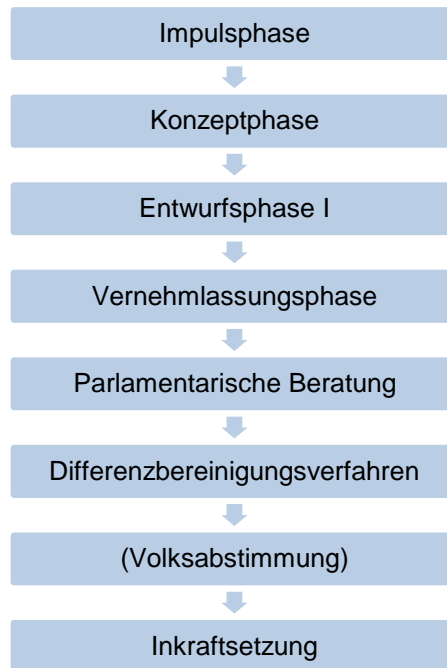 Impulsphase
Konzeptphase
Entwurfsphase I
Vernehmlassungsphase
Parlamentarische Beratung
Differenzbereinigungsverfahren
(Volksabstimmung)
Inkraftsetzung